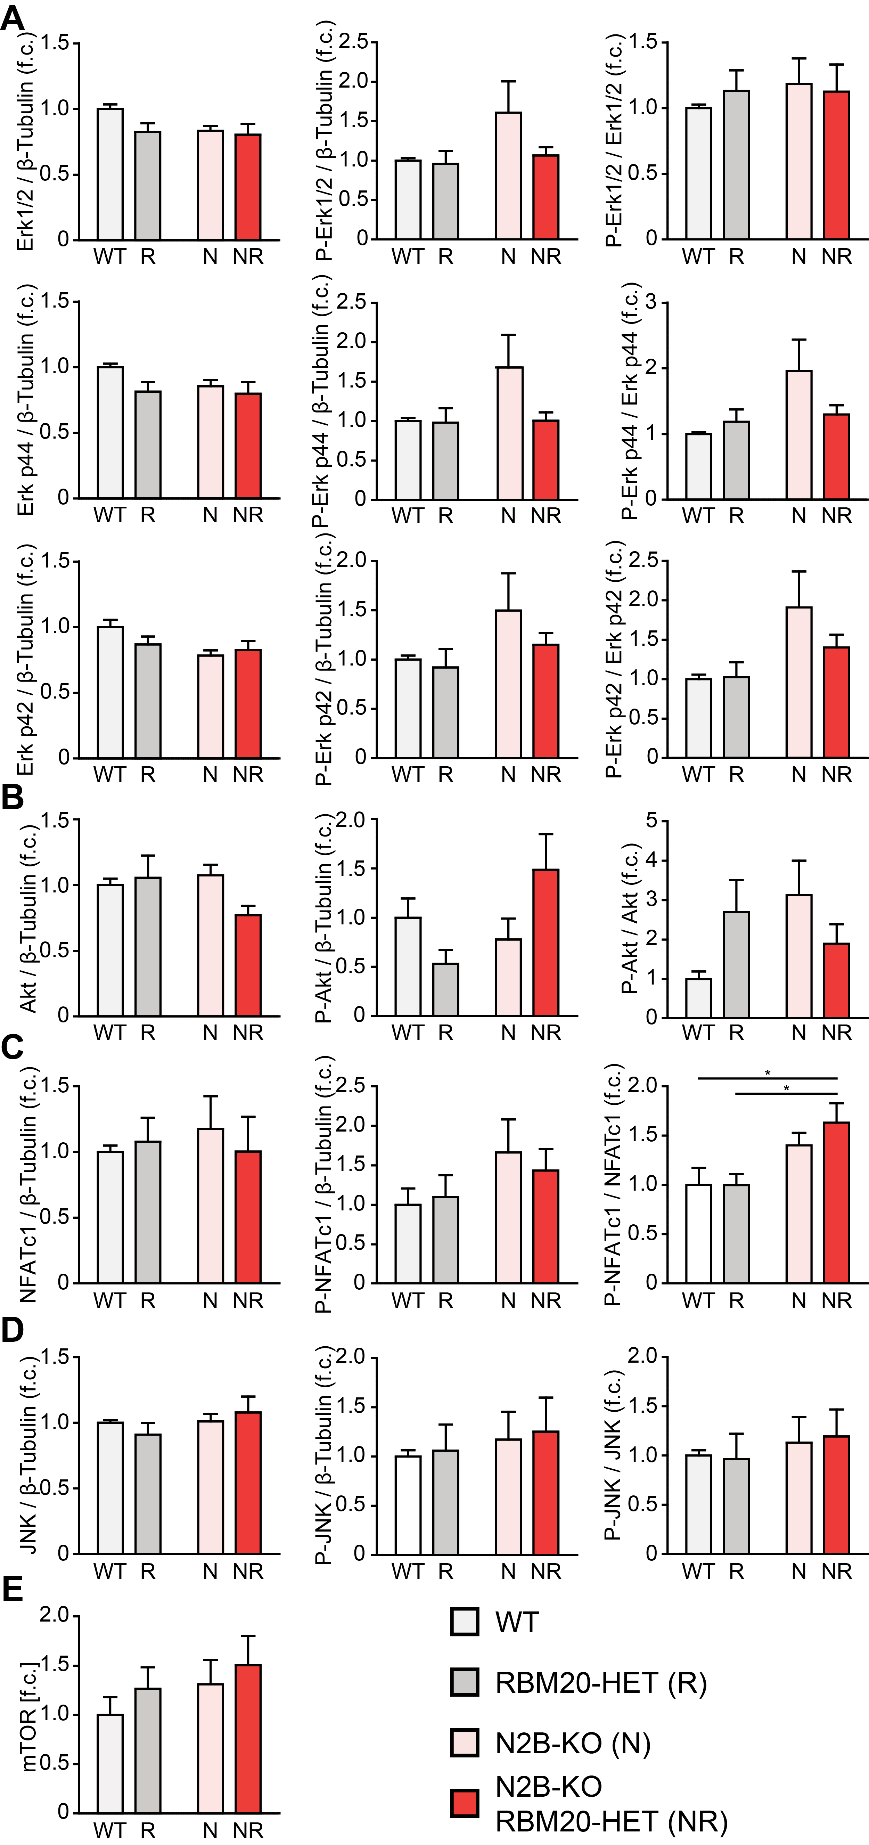 A
Erk1/2 / β-Tubulin (f.c.)
1.5
1.0
0.5
0
WT R N NR
P-Erk1/2 / β-Tubulin (f.c.)
2.5
2.0
1.5
1.0
0.5
0
WT R N NR
P-Erk1/2 / Erk1/2 (f.c.)
1.5
1.0
0.5
0
WT R N NR
Erk p44 / β-Tubulin (f.c.)
1.5
1.0
0.5
0
WT R N NR
P-Erk p44 / β-Tubulin (f.c.)
2.5
2.0
1.5
1.0
0.5
0
WT R N NR
P-Erk p44 / Erk p44 (f.c.)
3
2
1
0
WT R N NR
Erk p42 / β-Tubulin (f.c.)
1.5
1.0
0.5
0
WT R N NR
P-Erk p42 / β-Tubulin (f.c.)
2.0
1.5
1.0
0.5
0
WT R N NR
P-Erk p42 / Erk p42 (f.c.)
2.5
2.0
1.5
1.0
0.5
0
WT R N NR
B
Akt / β-Tubulin (f.c.)
1.5
1.0
0.5
0
WT R N NR
P-Akt / β-Tubulin (f.c.)
2.0
1.5
1.0
0.5
0
WT R N NR
P-Akt / Akt (f.c.)
5
4
3
2
1
0
WT R N NR
C
NFATc1 / β-Tubulin (f.c.)
1.5
1.0
0.5
0
WT R N NR
P-NFATc1 / β-Tubulin (f.c.)
2.5
2.0
1.5
1.0
0.5
0
WT R N NR
P-NFATc1 / NFATc1 (f.c.)
2.0
1.5
1.0
0.5
0
*
*
WT R N NR
D
JNK / β-Tubulin (f.c.)
1.5
1.0
0.5
0
WT R N NR
P-JNK / β-Tubulin (f.c.)
2.0
1.5
1.0
0.5
0
WT R N NR
P-JNK / JNK (f.c.)
2.0
1.5
1.0
0.5
0
WT R N NR
E
mTOR [f.c.]
2.0
1.5
1.0
0.5
0
WT R N NR
WT
RBM20-HET (R)
N2B-KO (N)
N2B-KO
RBM20-HET (NR)